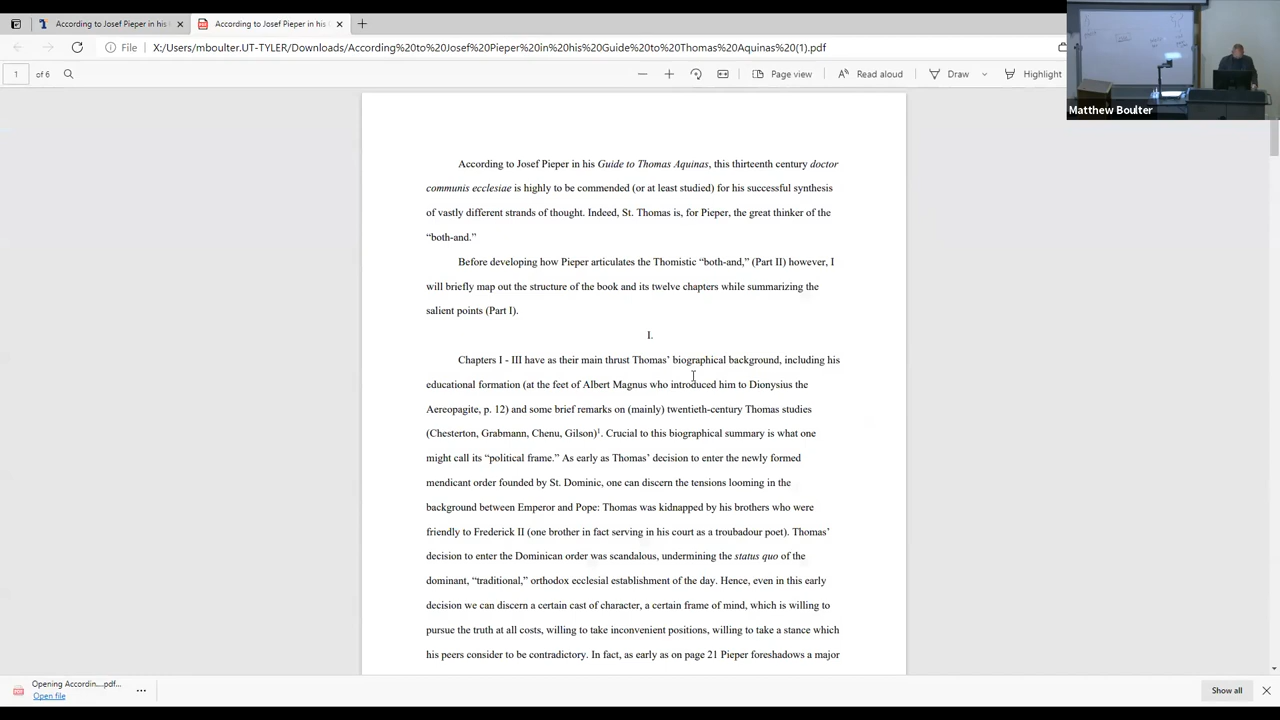 According to Josef Pieper in his
According to Josef Pieper in his
File
X:/Users/mboulter.UT-TYLER/Downloads/According%20to%20Josef%20Pieper%20in%20his%20Guide%20to%20Thomas%20Aquinas%20(1).pdf
1 of 6
Page view
Read aloud
Draw
Highlight
Matthew Boulter
According to Josef Pieper in his Guide to Thomas Aquinas, this thirteenth century doctor
communis ecclesiae is highly to be commended (or at least studied) for his successful synthesis
of vastly different strands of thought. Indeed, St. Thomas is, for Pieper, the great thinker of the
“both-and.”
Before developing how Pieper articulates the Thomistic “both-and,” (Part II) however, I
will briefly map out the structure of the book and its twelve chapters while summarizing the
salient points (Part I).
I.
Chapters I - III have as their main thrust Thomas’ biographical background, including his
educational formation (at the feet of Albert Magnus who introduced him to Dionysius the
Aereopagite, p. 12) and some brief remarks on (mainly) twentieth-century Thomas studies
(Chesterton, Grabmann, Chenu, Gilson)¹. Crucial to this biographical summary is what one
might call its “political frame.” As early as Thomas’ decision to enter the newly formed
mendicant order founded by St. Dominic, one can discern the tensions looming in the
background between Emperor and Pope: Thomas was kidnapped by his brothers who were
friendly to Frederick II (one brother in fact serving in his court as a troubadour poet). Thomas’
decision to enter the Dominican order was scandalous, undermining the status quo of the
dominant, “traditional,” orthodox ecclesial establishment of the day. Hence, even in this early
decision we can discern a certain cast of character, a certain frame of mind, which is willing to
pursue the truth at all costs, willing to take inconvenient positions, willing to take a stance which
his peers consider to be contradictory. In fact, as early as on page 21 Pieper foreshadows a major
Opening Accordin....pdf...
Open file
Show all